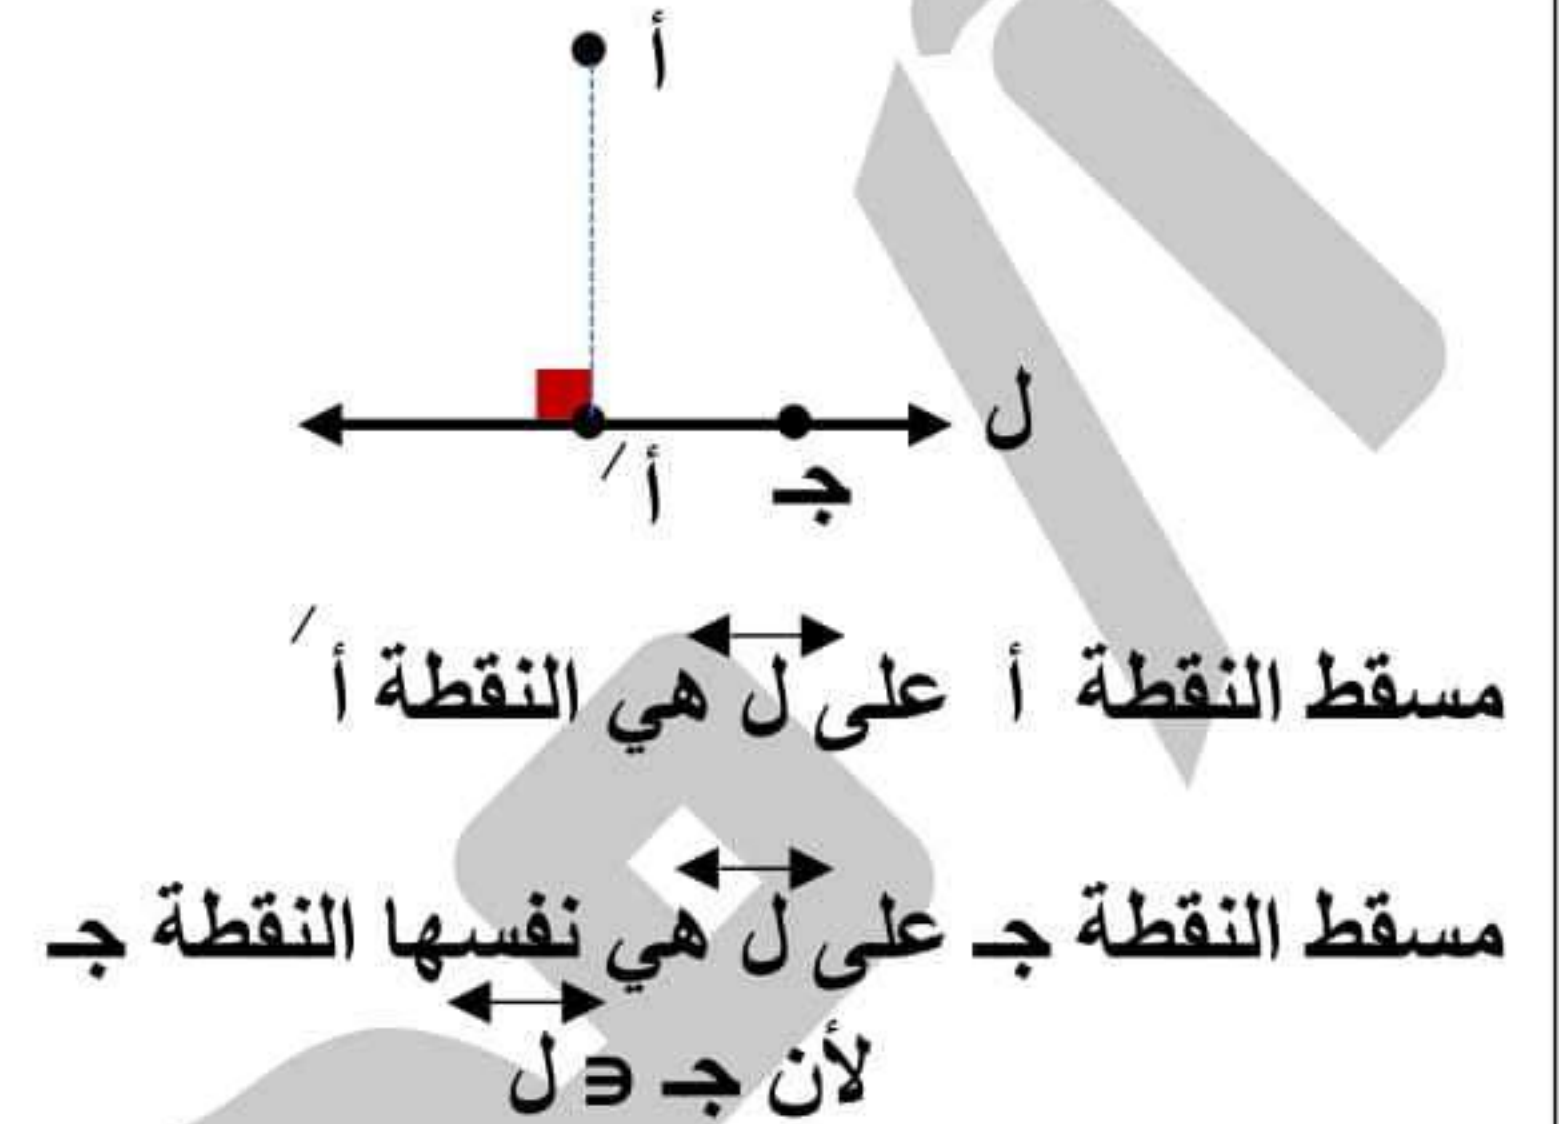 أ
ل
أ/ جـ
مسقط النقطة أ على ل هي النقطة أ/
مسقط النقطة جـ على ل هي نفسها النقطة جـ
لأن جـ ∋ ل